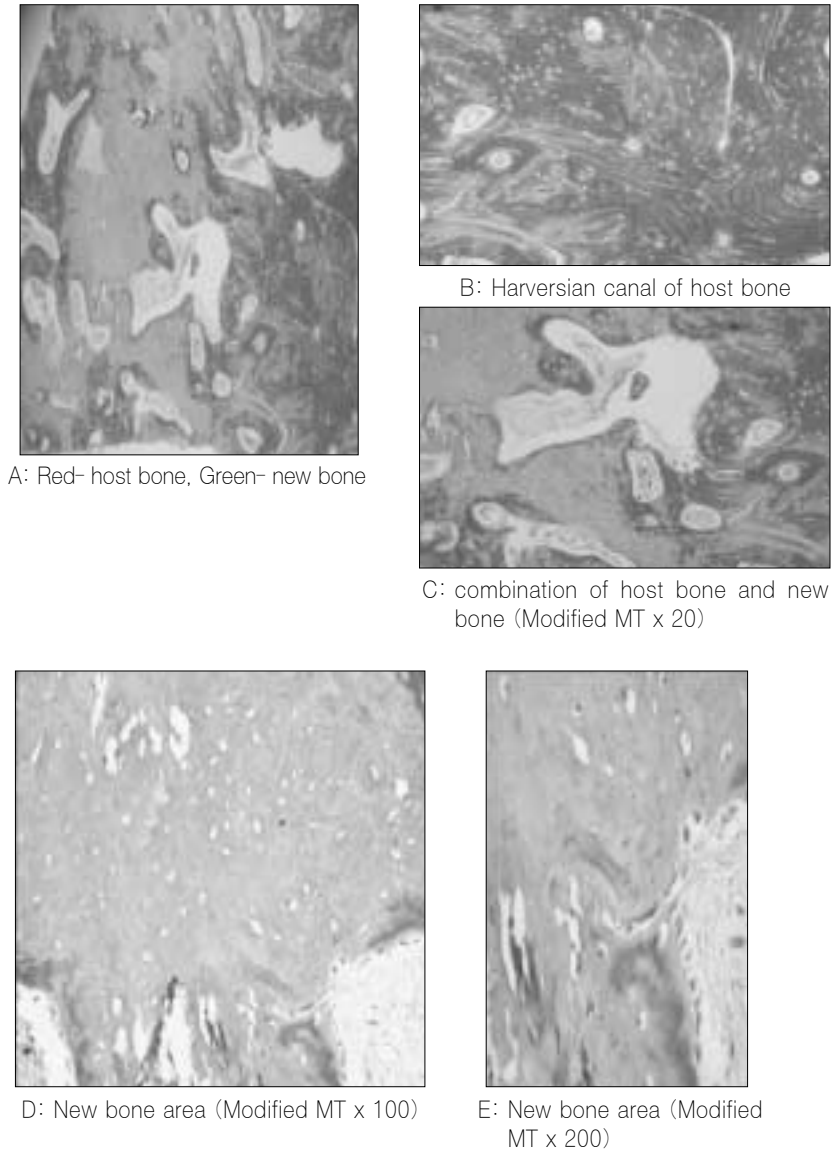 A: Red- host bone, Green- new bone
B: Harversian canal of host bone
C: combination of host bone and new
bone (Modified MT x 20)
D: New bone area (Modified MT x 100)
E: New bone area (Modified
MT x 200)